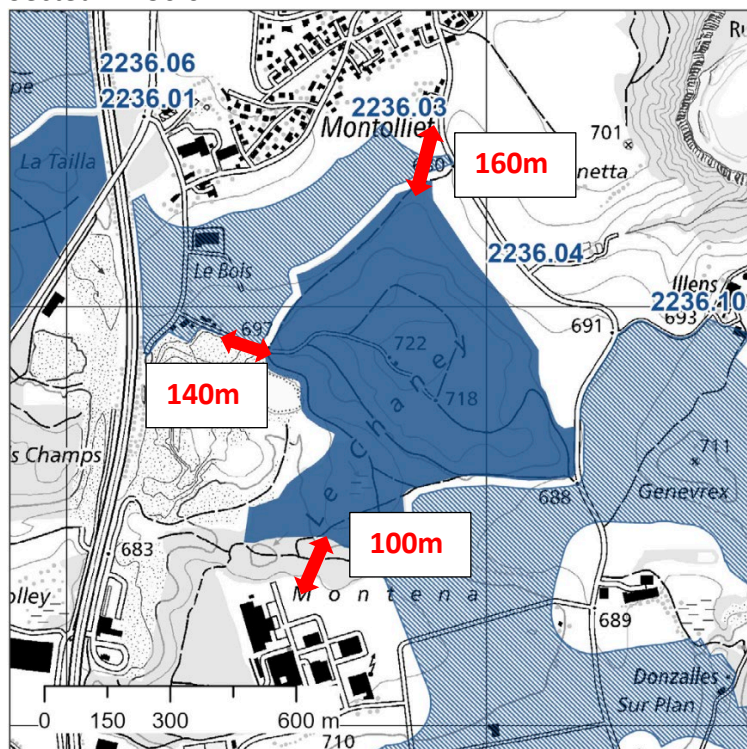 Ru
2236.06
2236.01
2236.03
Montolliet
701
160m
netta
La Tailla
pe
680
Le Bois
2236.04
Illens
2236.10
693
691
722
718
140m
Le Chaney
s Champs
711
Genevrex
688
683
100m
Montena
olley
689
Donzalles
Sur Plan
0 150 300 600 m
710